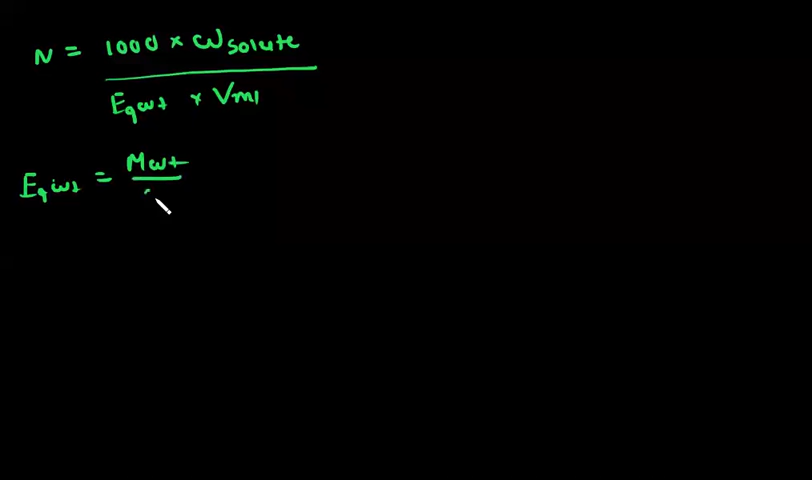 N = 1000 × Wsolute
Eqwt × Vml
Eqwt = Mwt